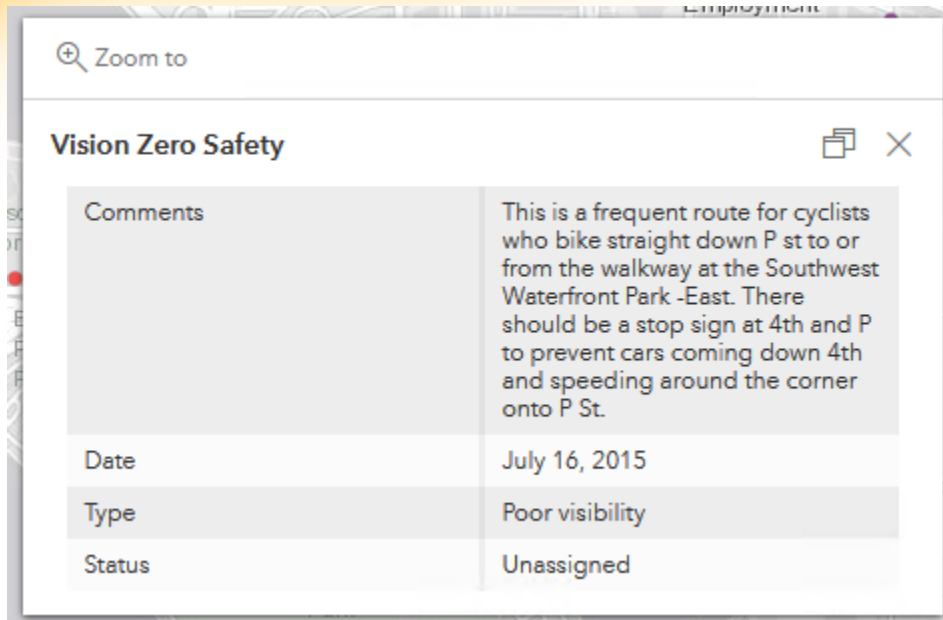 Employment
Zoom to
Vision Zero Safety
Comments
This is a frequent route for cyclists
who bike straight down P st to or
from the walkway at the Southwest
Waterfront Park -East. There
should be a stop sign at 4th and P
to prevent cars coming down 4th
and speeding around the corner
onto P St.
Date
July 16, 2015
Type
Poor visibility
Status
Unassigned